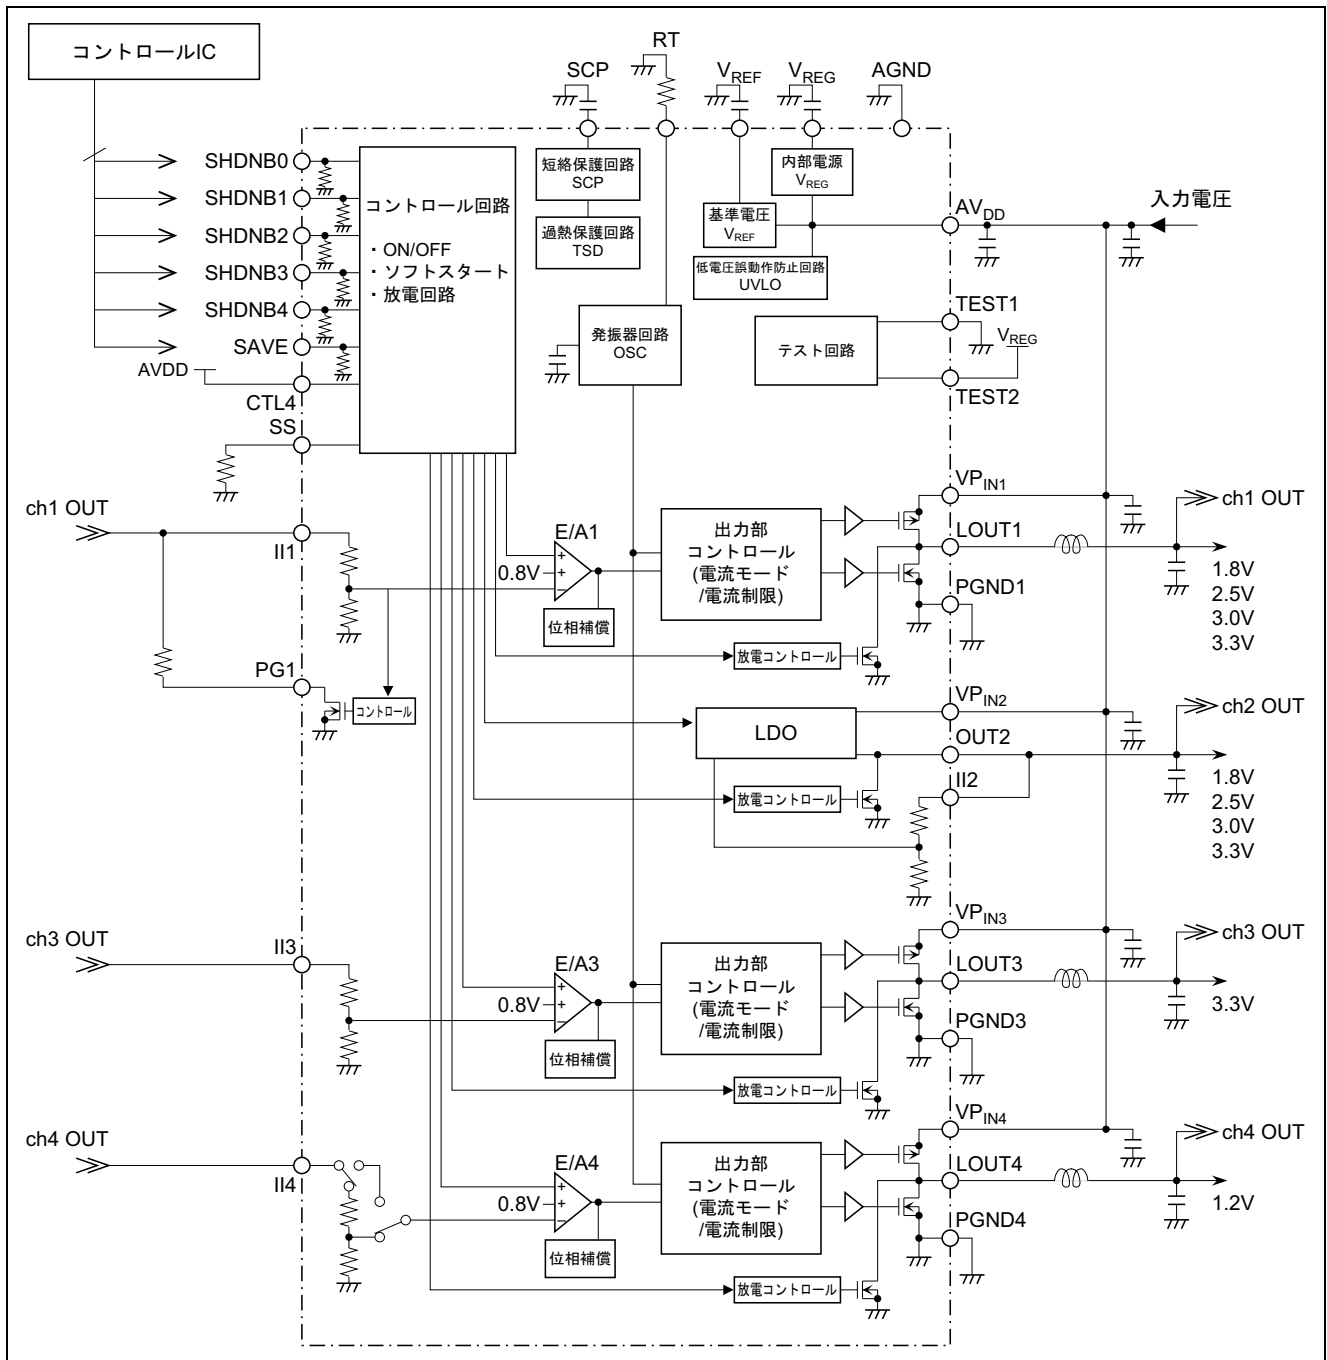 コントロールIC
RT
SCP
VREF
VREG
AGND
SHDNB0
SHDNB1
SHDNB2
SHDNB3
SHDNB4
SAVE
AVDD
CTL4
SS
コントロール回路
・ON/OFF
・ソフトスタート
・放電回路
短絡保護回路
SCP
過熱保護回路
TSD
内部電源
VREG
基準電圧
VREF
低電圧誤動作防止回路
UVLO
AVDD
入力電圧
発振器回路
OSC
テスト回路
TEST1
VREG
TEST2
ch1 OUT
II1
E/A1
0.8V
+
+
−
位相補償
出力部
コントロール
(電流モード
/電流制限)
VPIN1
LOUT1
PGND1
ch1 OUT
1.8V
2.5V
3.0V
3.3V
放電コントロール
PG1
コントロール
LDO
VPIN2
OUT2
II2
ch2 OUT
1.8V
2.5V
3.0V
3.3V
放電コントロール
ch3 OUT
II3
E/A3
0.8V
+
+
−
位相補償
出力部
コントロール
(電流モード
/電流制限)
VPIN3
LOUT3
PGND3
ch3 OUT
3.3V
放電コントロール
ch4 OUT
II4
E/A4
0.8V
+
+
−
位相補償
出力部
コントロール
(電流モード
/電流制限)
VPIN4
LOUT4
PGND4
ch4 OUT
1.2V
放電コントロール